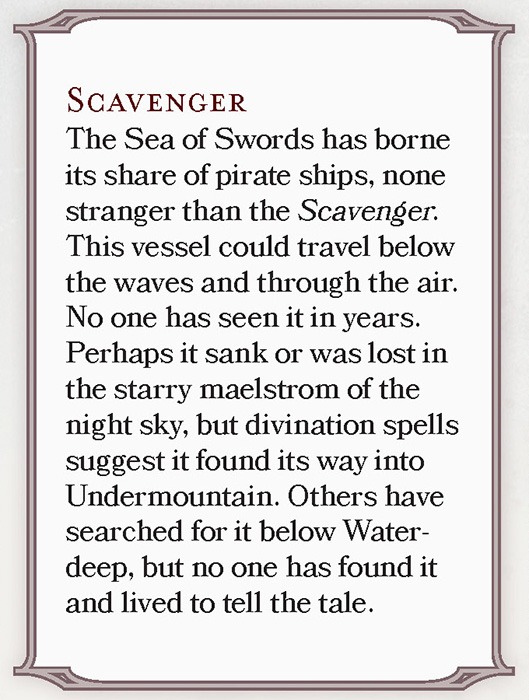 Scavenger
The Sea of Swords has borne
its share of pirate ships, none
stranger than the Scavenger.
This vessel could travel below
the waves and through the air.
No one has seen it in years.
Perhaps it sank or was lost in
the starry maelstrom of the
night sky, but divination spells
suggest it found its way into
Undermountain. Others have
searched for it below Water-
deep, but no one has found it
and lived to tell the tale.